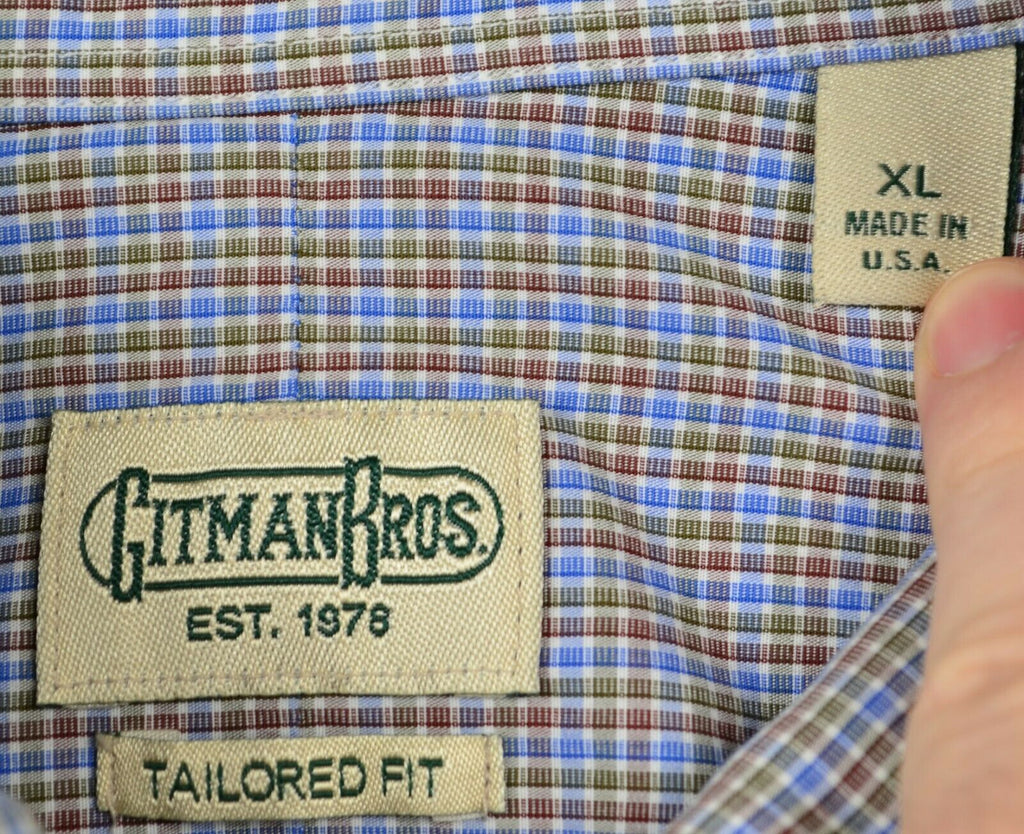 XL
MADE IN
U.S.A.
GITMAN BROS.
EST. 1978
TAILORED FIT